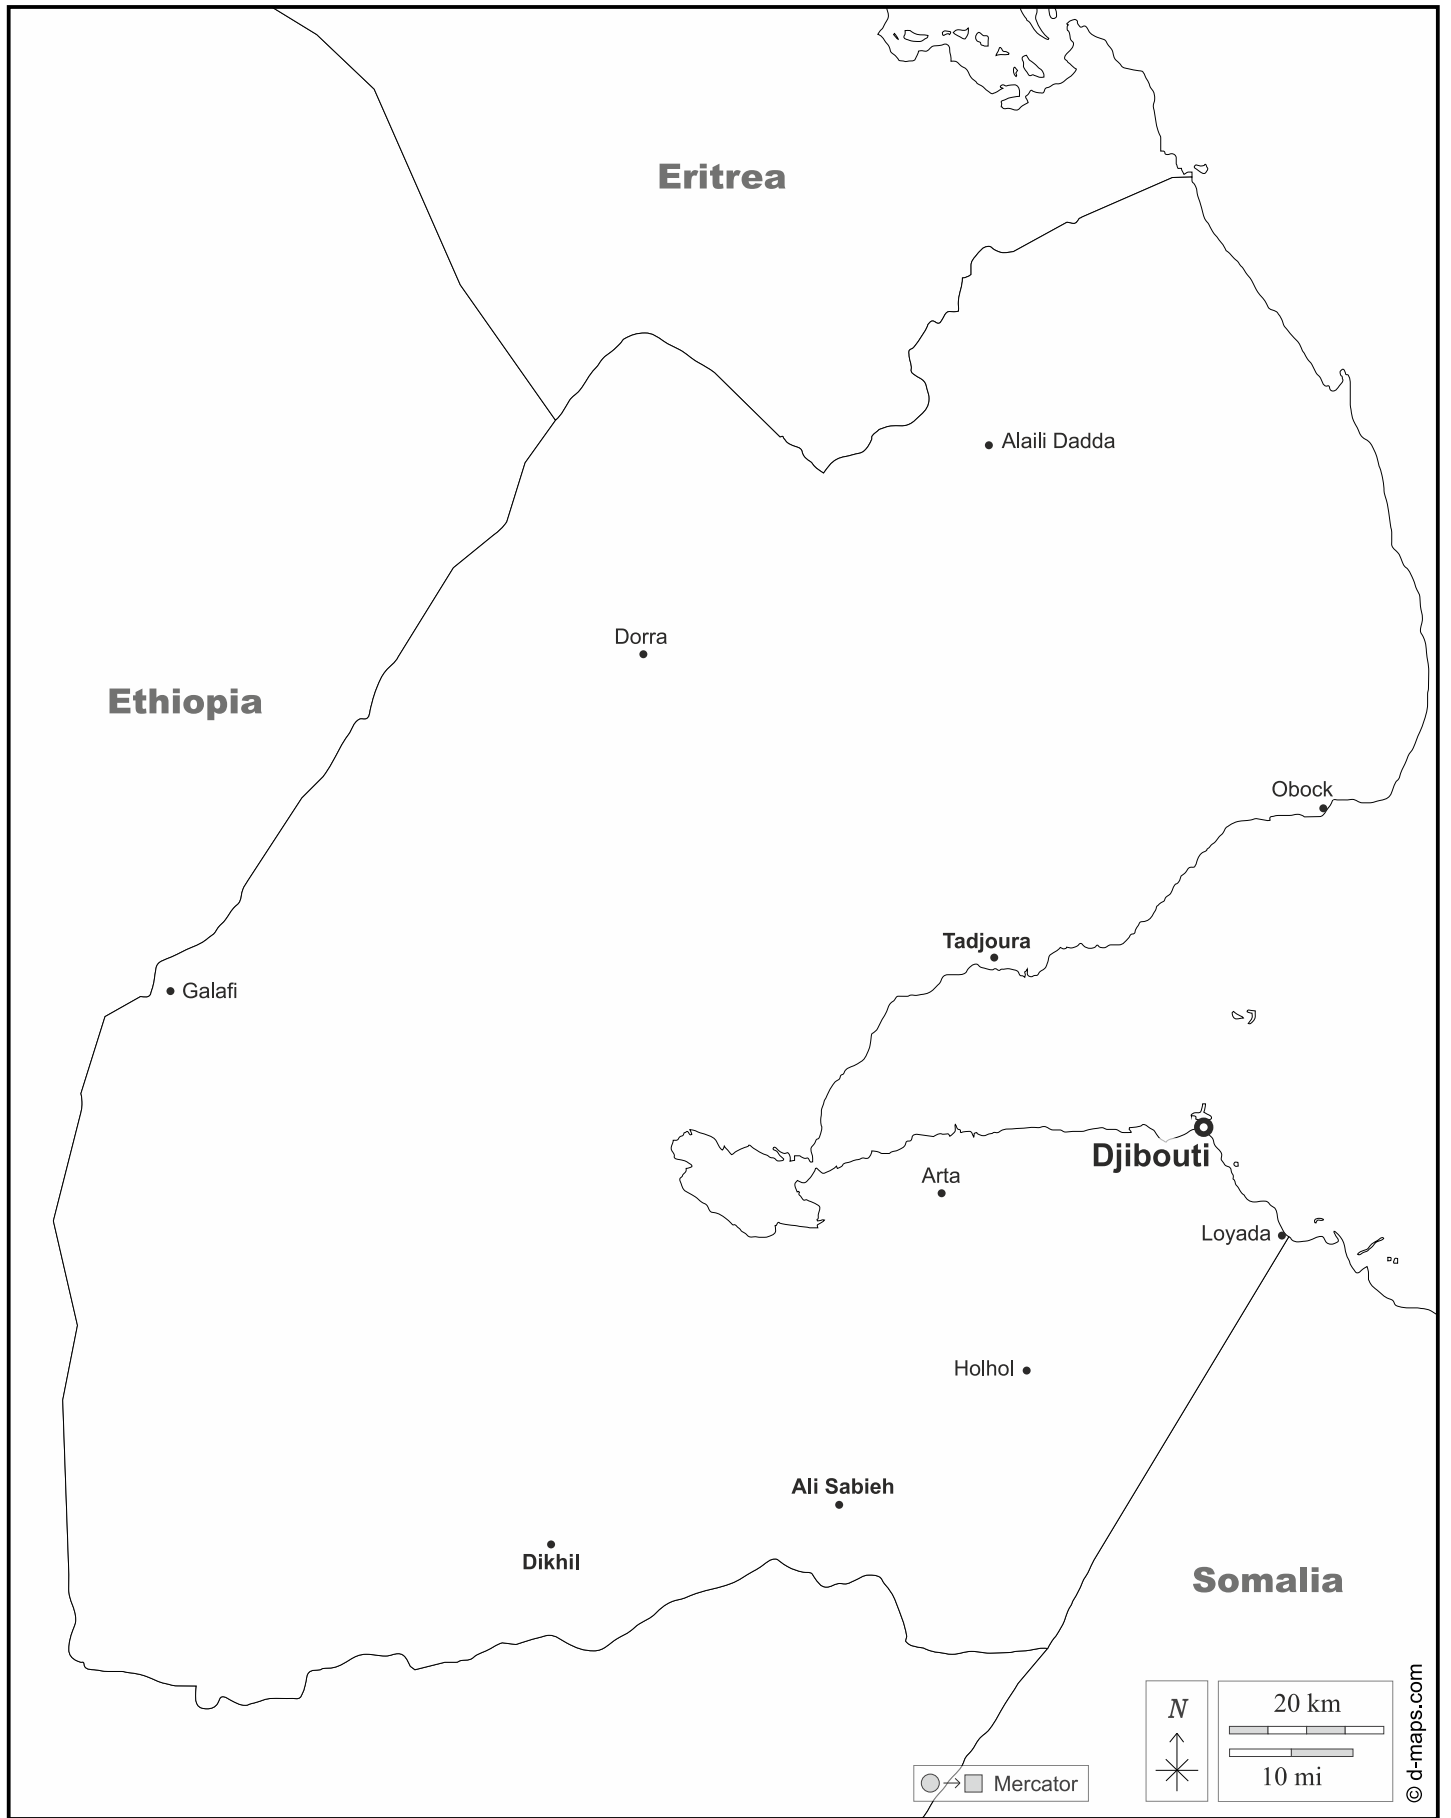 Eritrea
Alaili Dadda
Dorra
Ethiopia
Obock
Tadjoura
Galafi
Djibouti
Arta
Loyada
Holhol
Ali Sabieh
Dikhil
Somalia
N
20 km
10 mi
Mercator
© d-maps.com